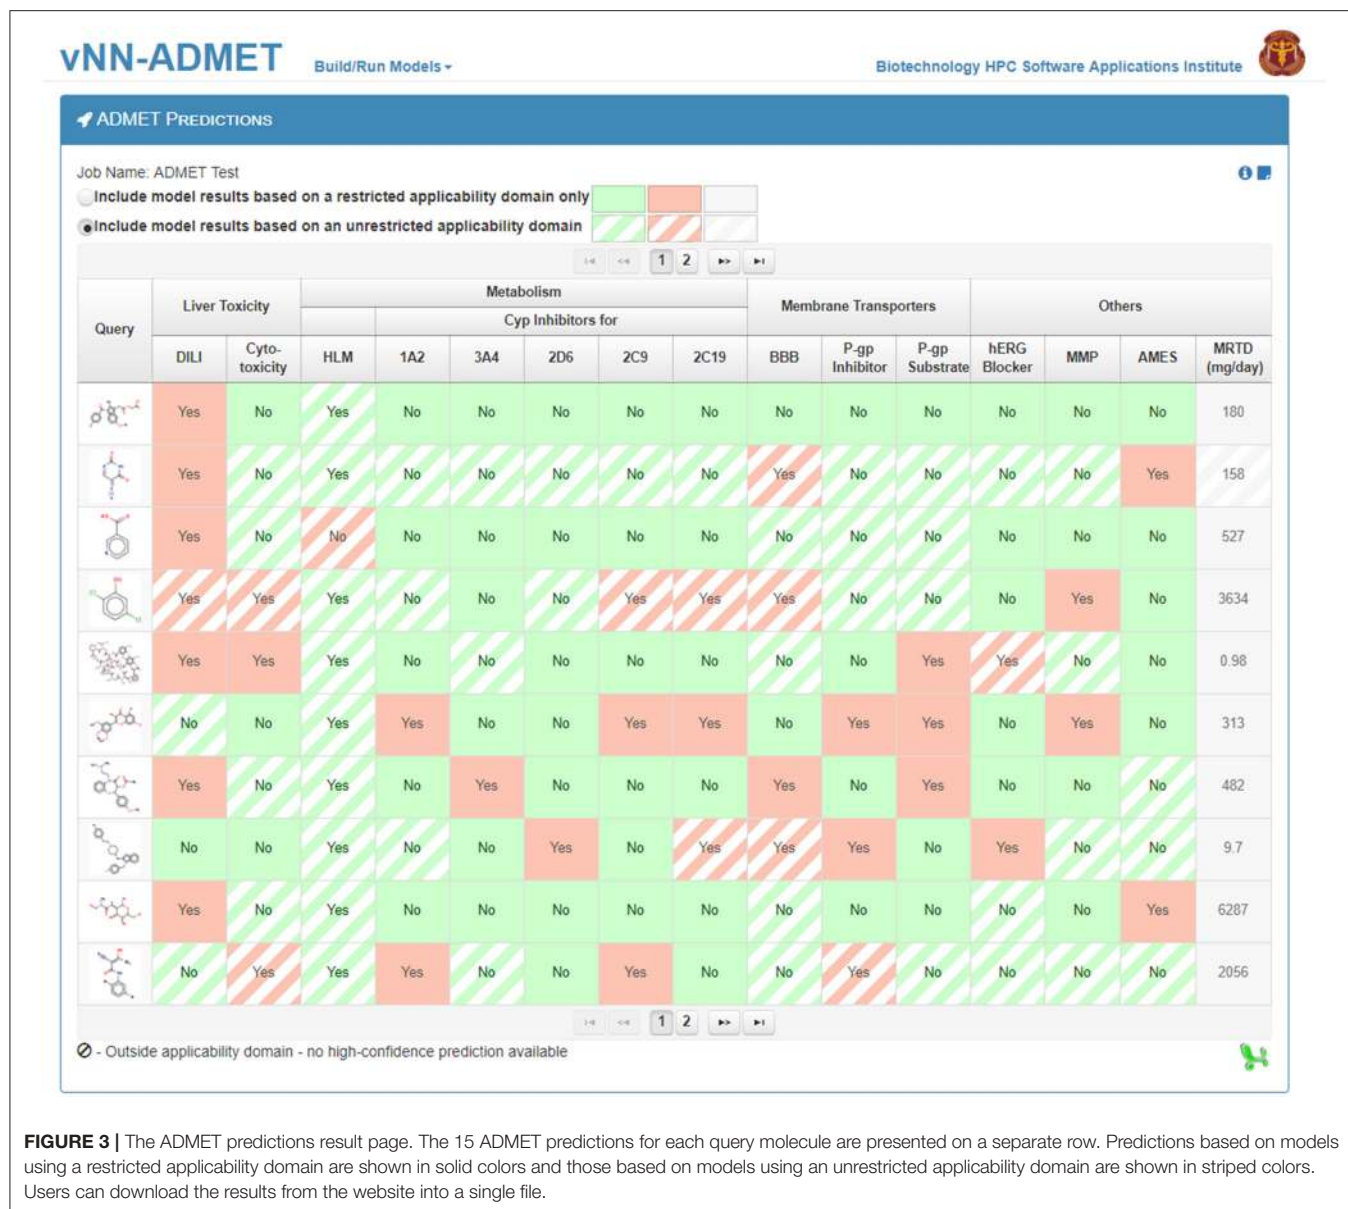 vNN-ADMET
Build/Run Models
Biotechnology HPC Software Applications Institute
ADMET PREDICTIONS
Job Name: ADMET Test
Include model results based on a restricted applicability domain only
Include model results based on an unrestricted applicability domain
1 2
Query Liver Toxicity Metabolism Membrane Transporters Others
Cyp Inhibitors for
DILI Cyto-toxicity HLM 1A2 3A4 2D6 2C9 2C19 BBB P-gp Inhibitor P-gp Substrate hERG Blocker MMP AMES MRTD (mg/day)
Yes No Yes No No No No No No No No No No No 180
Yes No Yes No No No No No Yes No No No No Yes 158
Yes No No No No No No No No No No No No No 527
Yes Yes Yes No No No Yes Yes Yes No No No Yes No 3634
Yes Yes Yes No No No No No No No Yes Yes No No 0.98
No No Yes Yes No No Yes Yes No Yes Yes No Yes No 313
Yes No Yes No Yes No No No Yes No Yes No No No 482
No No Yes No No Yes No Yes Yes Yes No Yes No No 9.7
Yes No Yes No No No No No No No No No No Yes 6287
No Yes Yes Yes No No Yes No No Yes No No No No 2056
1 2
- Outside applicability domain - no high-confidence prediction available
FIGURE 3 | The ADMET predictions result page. The 15 ADMET predictions for each query molecule are presented on a separate row. Predictions based on models
using a restricted applicability domain are shown in solid colors and those based on models using an unrestricted applicability domain are shown in striped colors.
Users can download the results from the website into a single file.